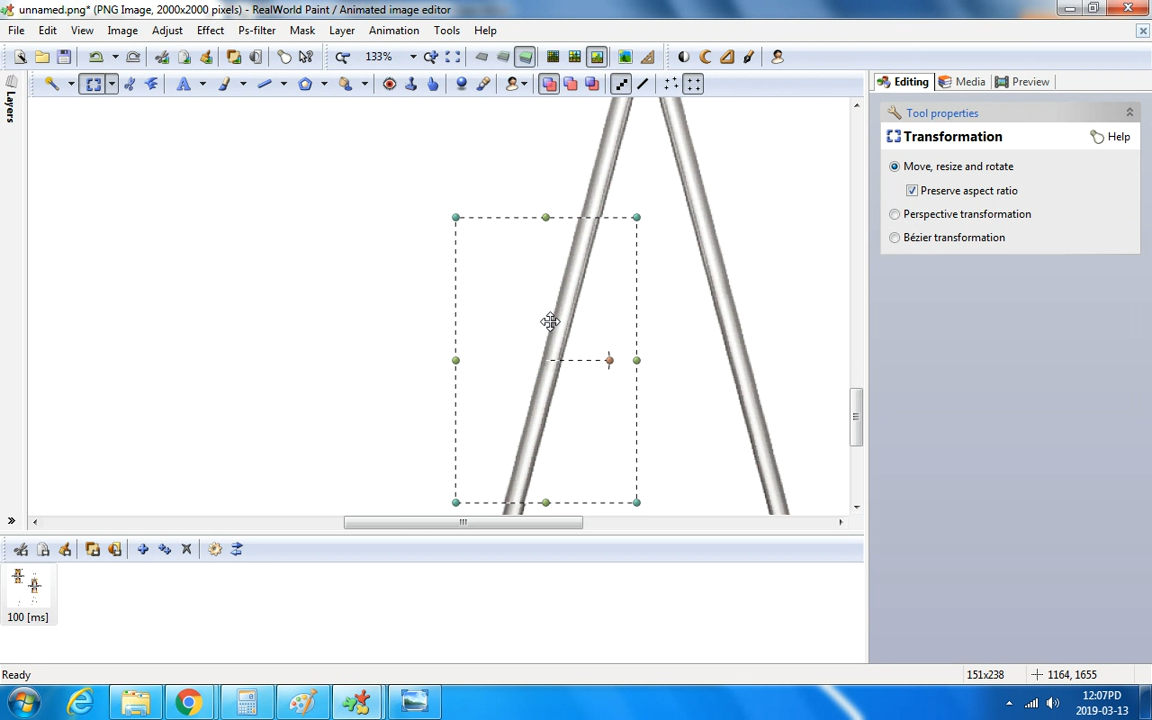 unnamed.png* (PNG Image, 2000x2000 pixels) - RealWorld Paint / Animated image editor
File Edit View Image Adjust Effect Ps-filter Mask Layer Animation Tools Help
133%
Layers
Editing Media Preview
Tool properties
Transformation Help
Move, resize and rotate
Preserve aspect ratio
Perspective transformation
Bézier transformation
100 [ms]
Ready 151x238 1164, 1655
12:07PD
2019-03-13